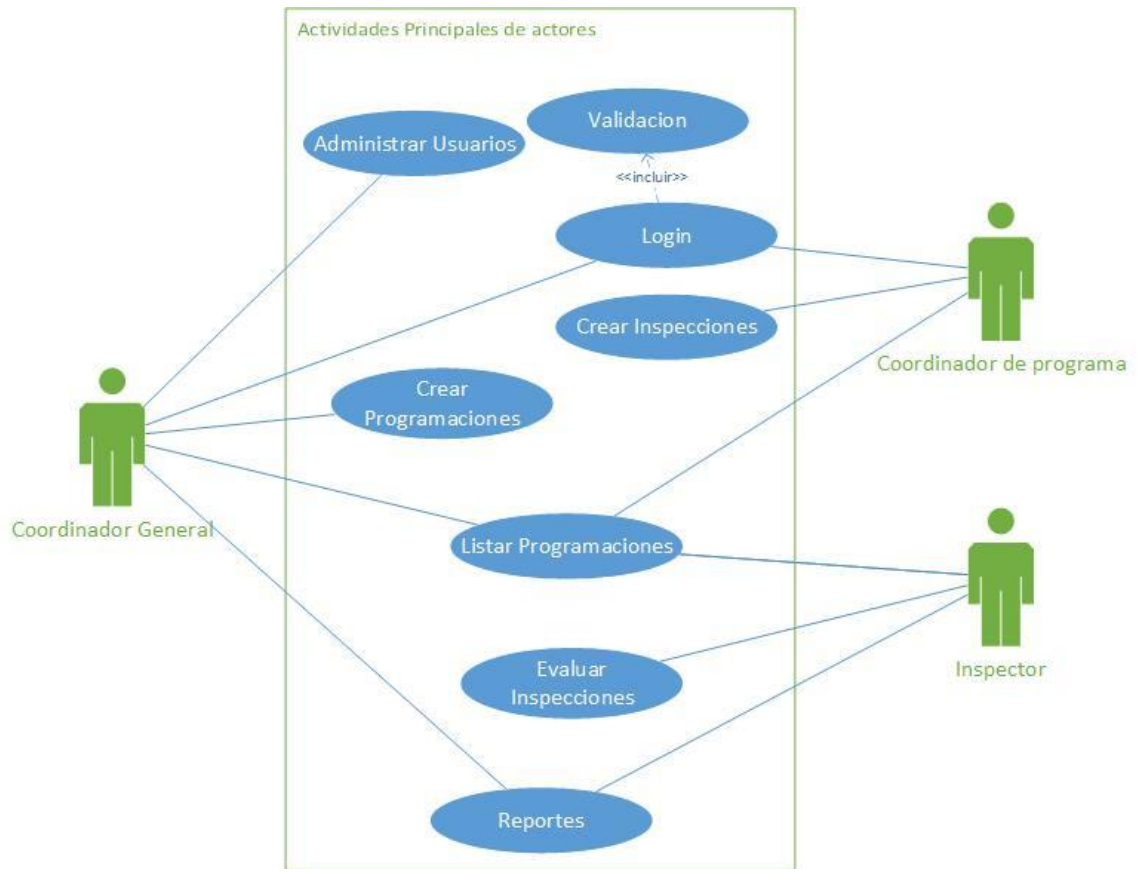 Actividades Principales de actores
Validacion
Administrar Usuarios
<<incluir>>
Login
Crear Inspecciones
Coordinador de programa
Crear
Programaciones
Coordinador General
Listar Programaciones
Evaluar
Inspecciones
Inspector
Reportes